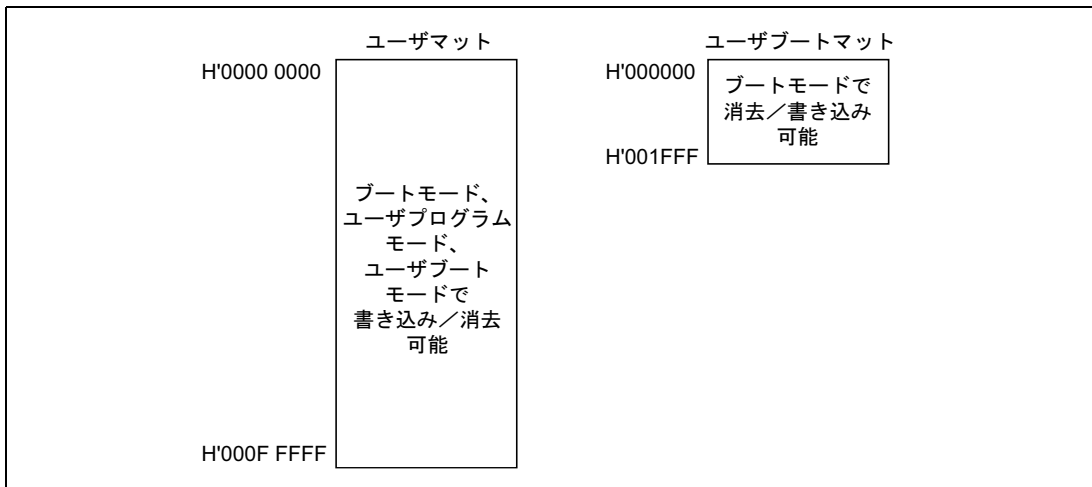 ユーザマット
H'0000 0000
ブートモード、
ユーザプログラム
モード、
ユーザブート
モードで
書き込み／消去
可能
H'000F FFFF
ユーザブートマット
H'000000
ブートモードで
消去／書き込み
可能
H'001FFF